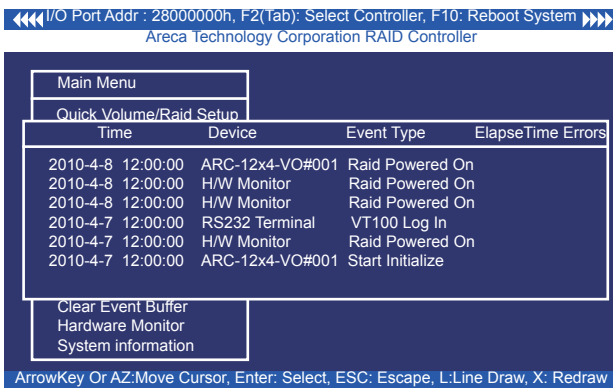 I/O Port Addr : 28000000h, F2(Tab): Select Controller, F10: Reboot System
Areca Technology Corporation RAID Controller
Main Menu
Quick Volume/Raid Setup
Time Device Event Type ElapseTime Errors
2010-4-8 12:00:00 ARC-12x4-VO#001 Raid Powered On
2010-4-8 12:00:00 H/W Monitor Raid Powered On
2010-4-8 12:00:00 H/W Monitor Raid Powered On
2010-4-7 12:00:00 RS232 Terminal VT100 Log In
2010-4-7 12:00:00 H/W Monitor Raid Powered On
2010-4-7 12:00:00 ARC-12x4-VO#001 Start Initialize
Clear Event Buffer
Hardware Monitor
System information
ArrowKey Or AZ:Move Cursor, Enter: Select, ESC: Escape, L:Line Draw, X: Redraw